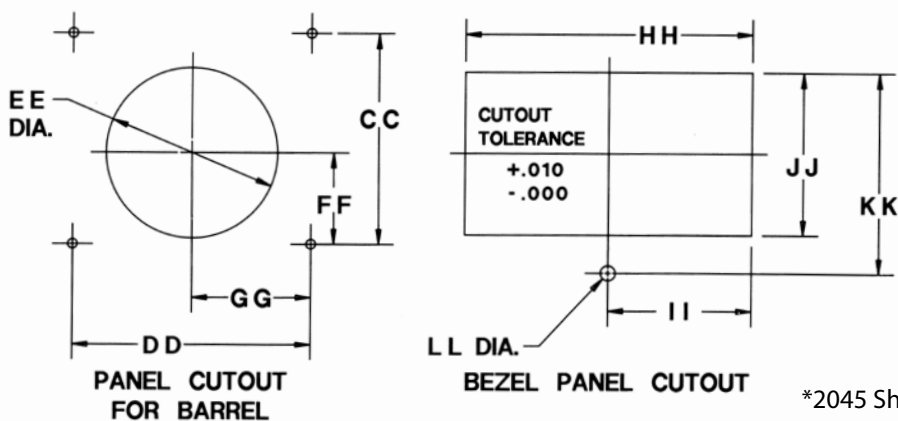 EE
DIA.
CC
FF
GG
DD
PANEL CUTOUT
FOR BARREL
HH
CUTOUT
TOLERANCE
+.010
-.000
JJ
KK
II
LL DIA.
BEZEL PANEL CUTOUT
*2045 Sh